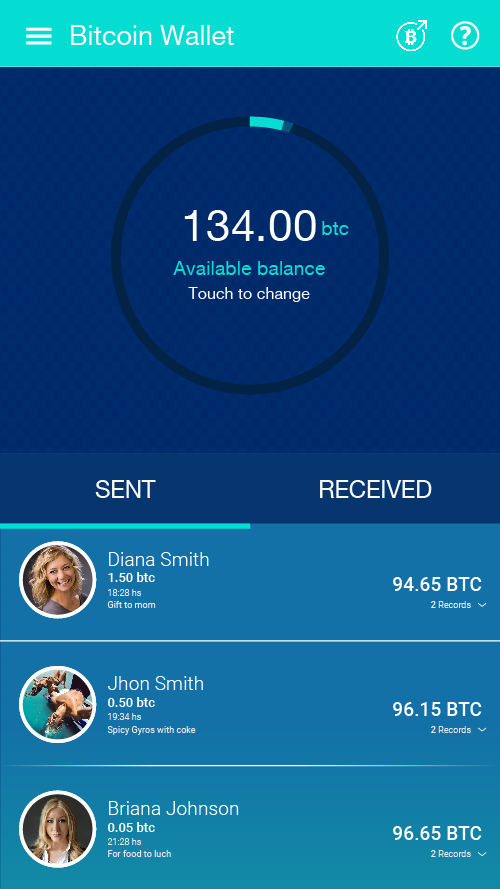 Bitcoin Wallet
134.00 btc
Available balance
Touch to change
SENT
RECEIVED
Diana Smith
1.50 btc
18:28 hs
Gift to mom
94.65 BTC
2 Records
Jhon Smith
0.50 btc
19:34 hs
Spicy Gyros with coke
96.15 BTC
2 Records
Briana Johnson
0.05 btc
21:28 hs
For food to luch
96.65 BTC
2 Records